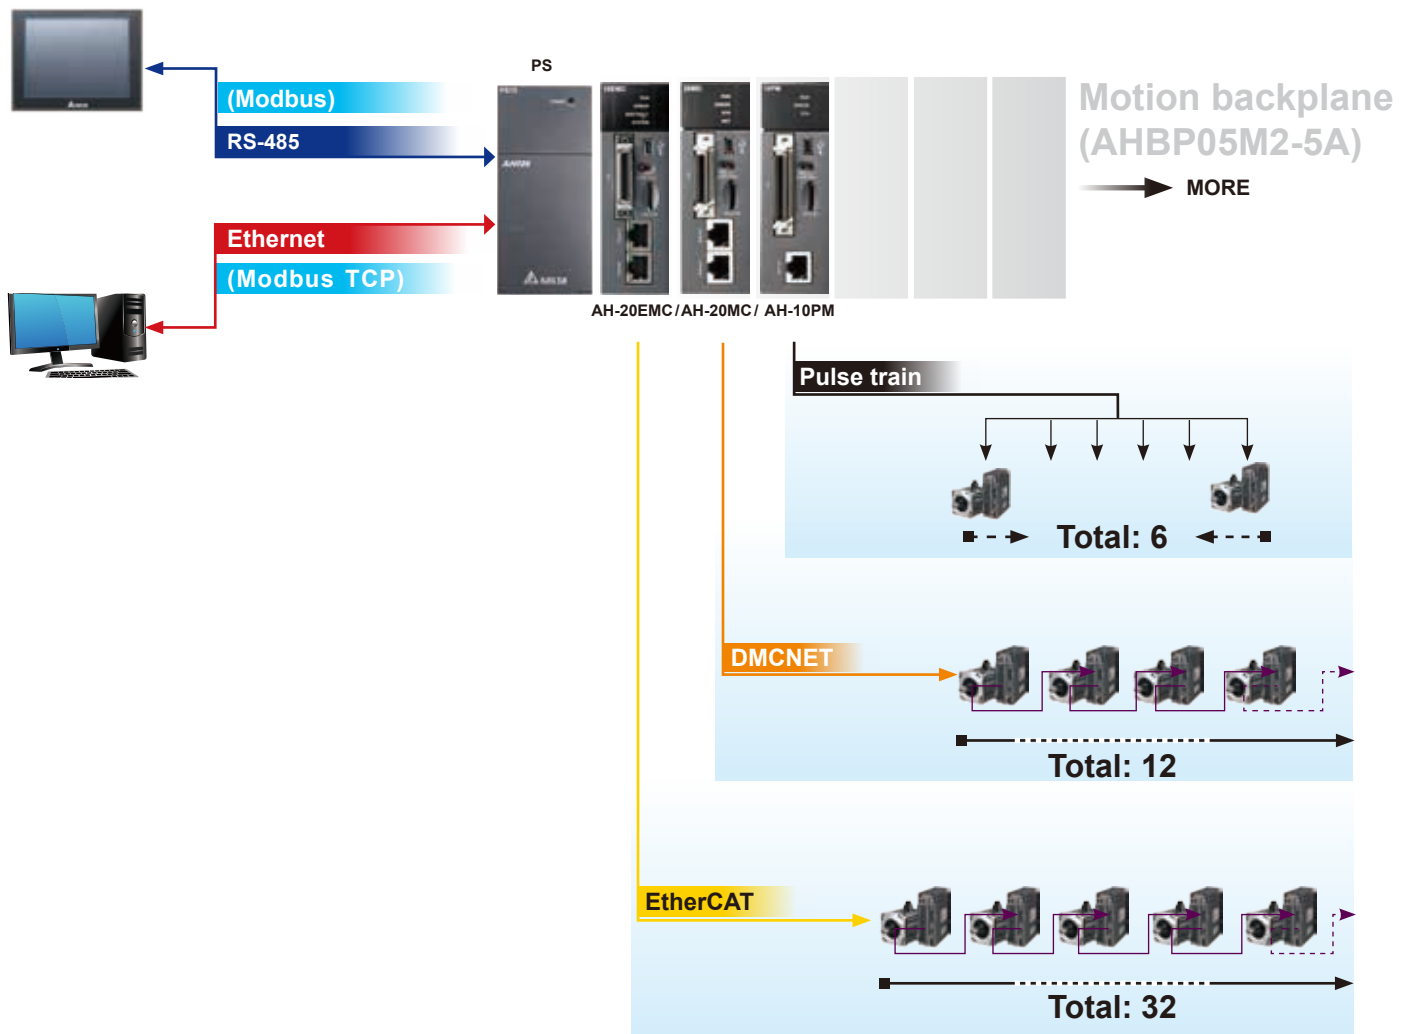 PS
(Modbus)
RS-485
Ethernet
(Modbus TCP)
Motion backplane
(AHBP05M2-5A)
MORE
AH-20EMC / AH-20MC / AH-10PM
Pulse train
Total: 6
DMCNET
Total: 12
EtherCAT
Total: 32